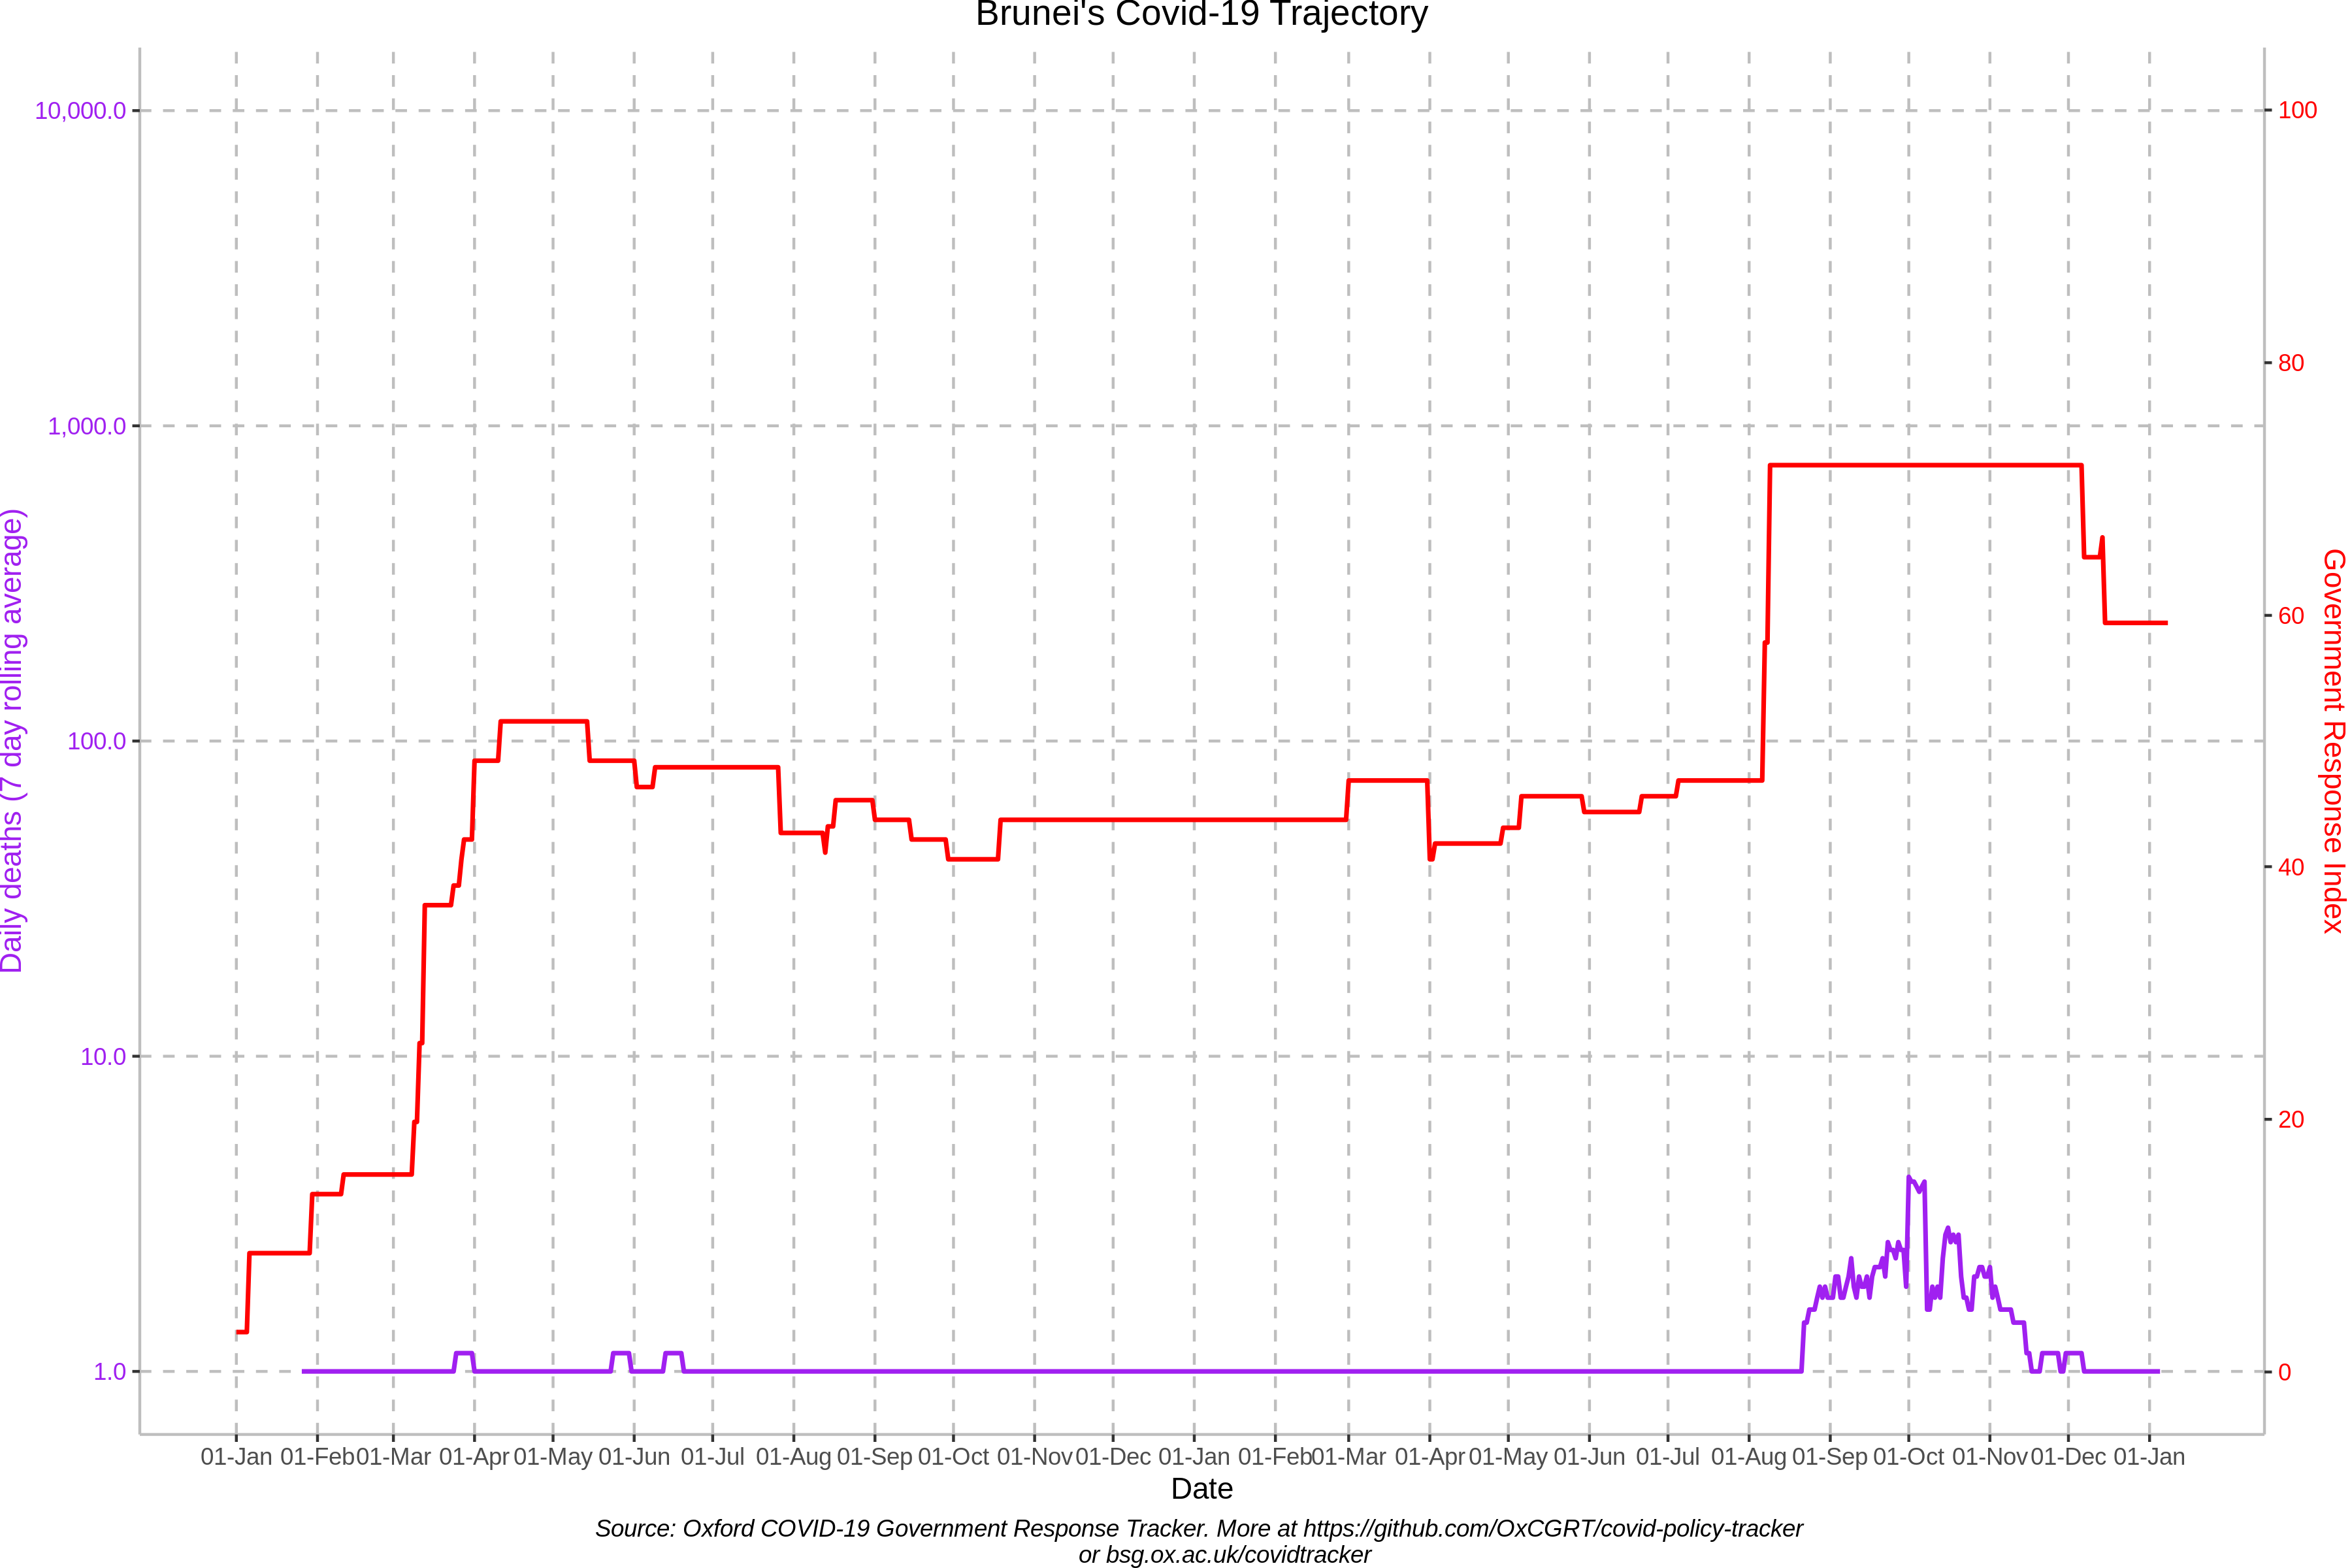 Brunei's Covid-19 Trajectory
10,000.0
1,000.0
100.0
10.0
1.0
Daily deaths (7 day rolling average)
100
80
60
40
20
0
Government Response Index
01-Jan 01-Feb 01-Mar 01-Apr 01-May 01-Jun 01-Jul 01-Aug 01-Sep 01-Oct 01-Nov 01-Dec 01-Jan 01-Feb 01-Mar 01-Apr 01-May 01-Jun 01-Jul 01-Aug 01-Sep 01-Oct 01-Nov 01-Dec 01-Jan
Date
Source: Oxford COVID-19 Government Response Tracker. More at https://github.com/OxCGRT/covid-policy-tracker
or bsg.ox.ac.uk/covidtracker